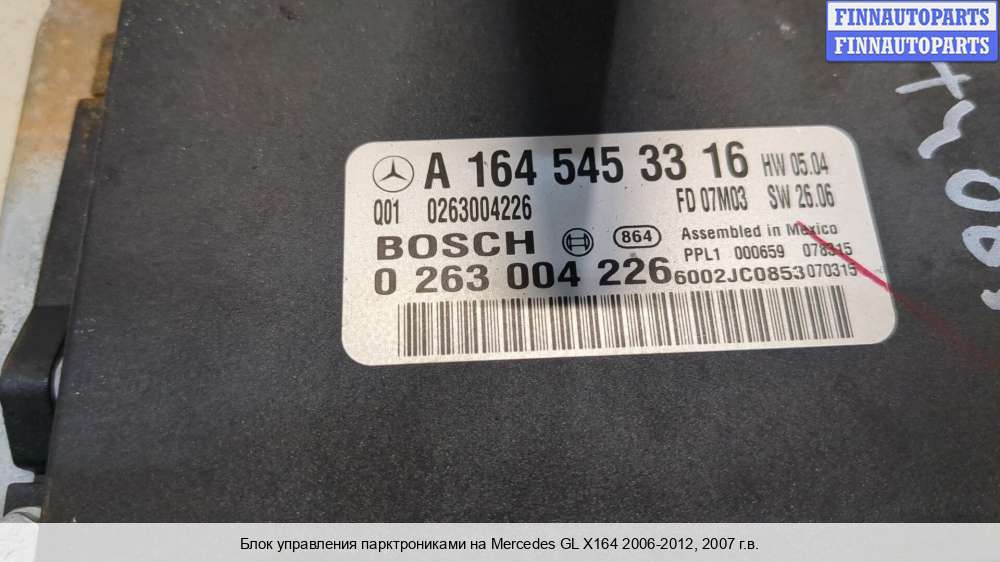 FINNAUTOPARTS
FINNAUTOPARTS
A 164 545 33 16 HW 05.04
Q01 0263004226 FD 07M03 SW 26.06
BOSCH 864 Assembled in Mexico
PPL1 000659 078315
0 263 004 226 6002JC0853 070315
Блок управления парктрониками на Mercedes GL X164 2006-2012, 2007 г.в.